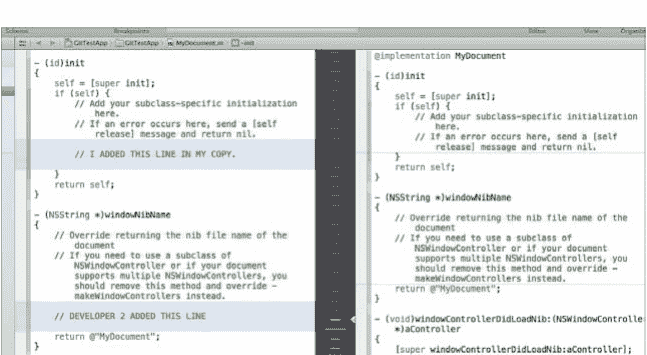 Schemes Breakpoints Editor View Organizer
GitTestApp GitTestApp MyDocument.m -init
- (id)init
{
self = [super init];
if (self) {
// Add your subclass-specific initialization
here.
// If an error occurs here, send a [self
release] message and return nil.
// I ADDED THIS LINE IN MY COPY.
}
return self;
}
- (NSString *)windowNibName
{
// Override returning the nib file name of the
document
// If you need to use a subclass of
NSWindowController or if your document
supports multiple NSWindowControllers, you
should remove this method and override -
makeWindowControllers instead.
// DEVELOPER 2 ADDED THIS LINE
return @"MyDocument";
}
@implementation MyDocument
- (id)init
{
self = [super init];
if (self) {
// Add your subclass-specific initialization
here.
// If an error occurs here, send a [self
release] message and return nil.
}
return self;
}
- (NSString *)windowNibName
{
// Override returning the nib file name of the
document
// If you need to use a subclass of
NSWindowController or if your document
supports multiple NSWindowControllers, you
should remove this method and override -
makeWindowControllers instead.
return @"MyDocument";
}
- (void)windowControllerDidLoadNib:(NSWindowControlle
*)aController
{
[super windowControllerDidLoadNib:aController];